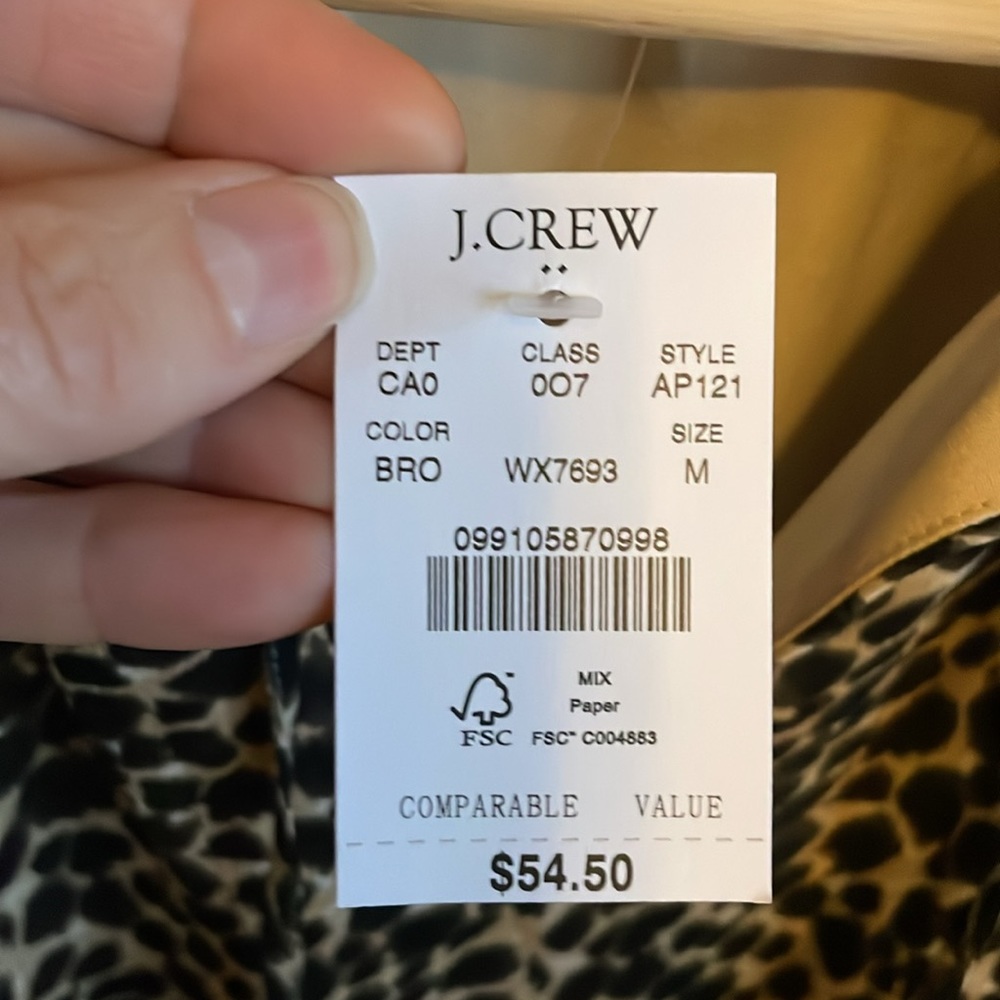 J.CREW
DEPT CLASS STYLE
CA0 0O7 AP121
COLOR SIZE
BRO WX7693 M
099105870998
MIX
Paper
FSC FSC™ C004883
COMPARABLE VALUE
$54.50